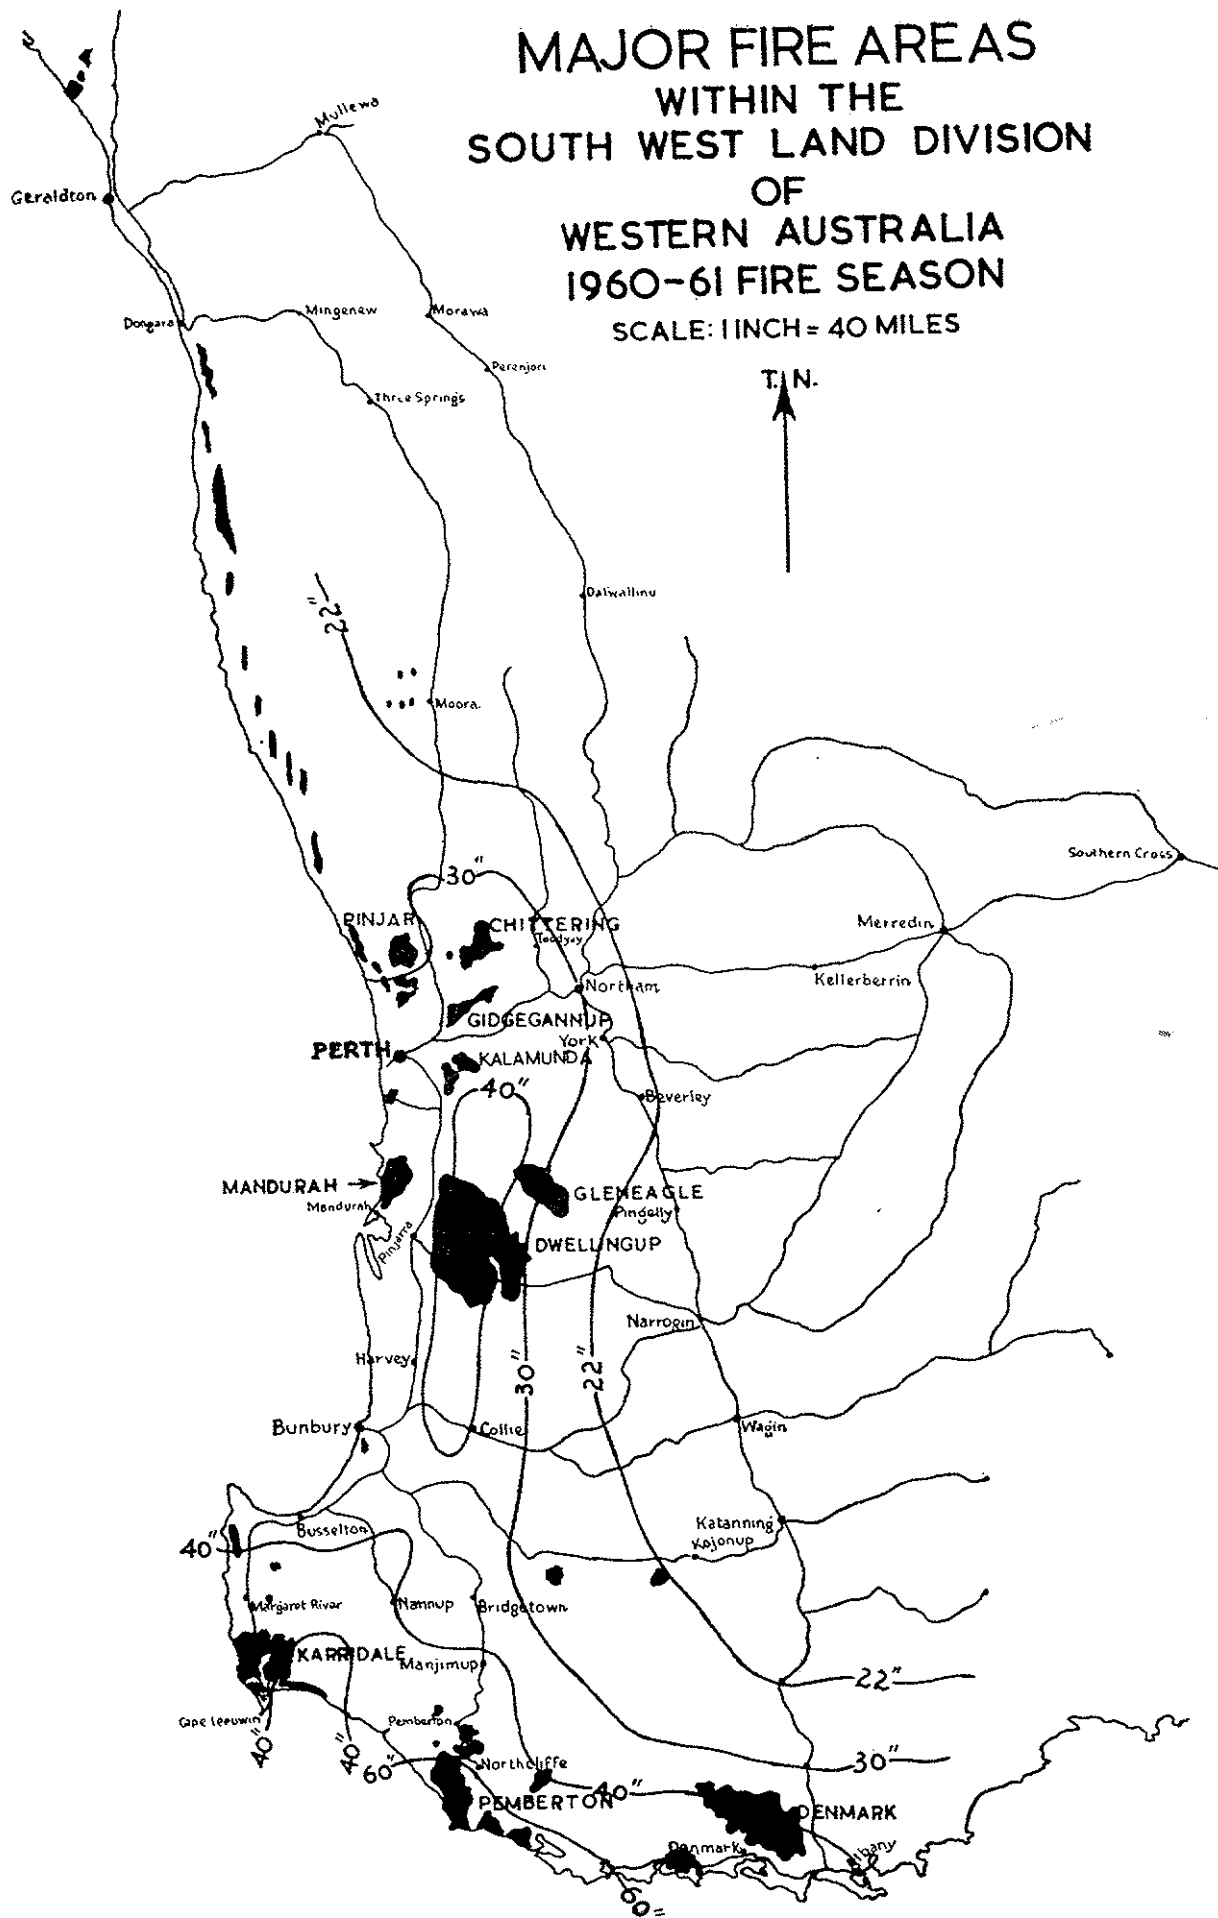 MAJOR FIRE AREAS
WITHIN THE
SOUTH WEST LAND DIVISION
OF
WESTERN AUSTRALIA
1960-61 FIRE SEASON
SCALE: 1 INCH = 40 MILES
T. N.
Mullewa
Geraldton
Dongara
Mingenew
Morawa
Perenjori
Three Springs
Dalwallinu
22"
Moora.
Southern Cross
30"
PINJAR
CHITTERING
Toodyay
Merredin
Kellerberrin
Northam
GIDGEGANNUP
York
PERTH
KALAMUNDA
40"
Beverley
MANDURAH
Mandurah
GLENEAGLE
Pingelly
Pinjarra
DWELLINGUP
Narrogin
Harvey
30"
22"
Bunbury
Collie
Wagin
Busselton
Katanning
Kojonup
40"
Margaret River
Nannup
Bridgetown
KARRIDALE
Manjimup
22"
Cape Leeuwin
Pemberton
40"
40"
60"
Northcliffe
30"
PEMBERTON
40"
DENMARK
Denmark
Albany
60"